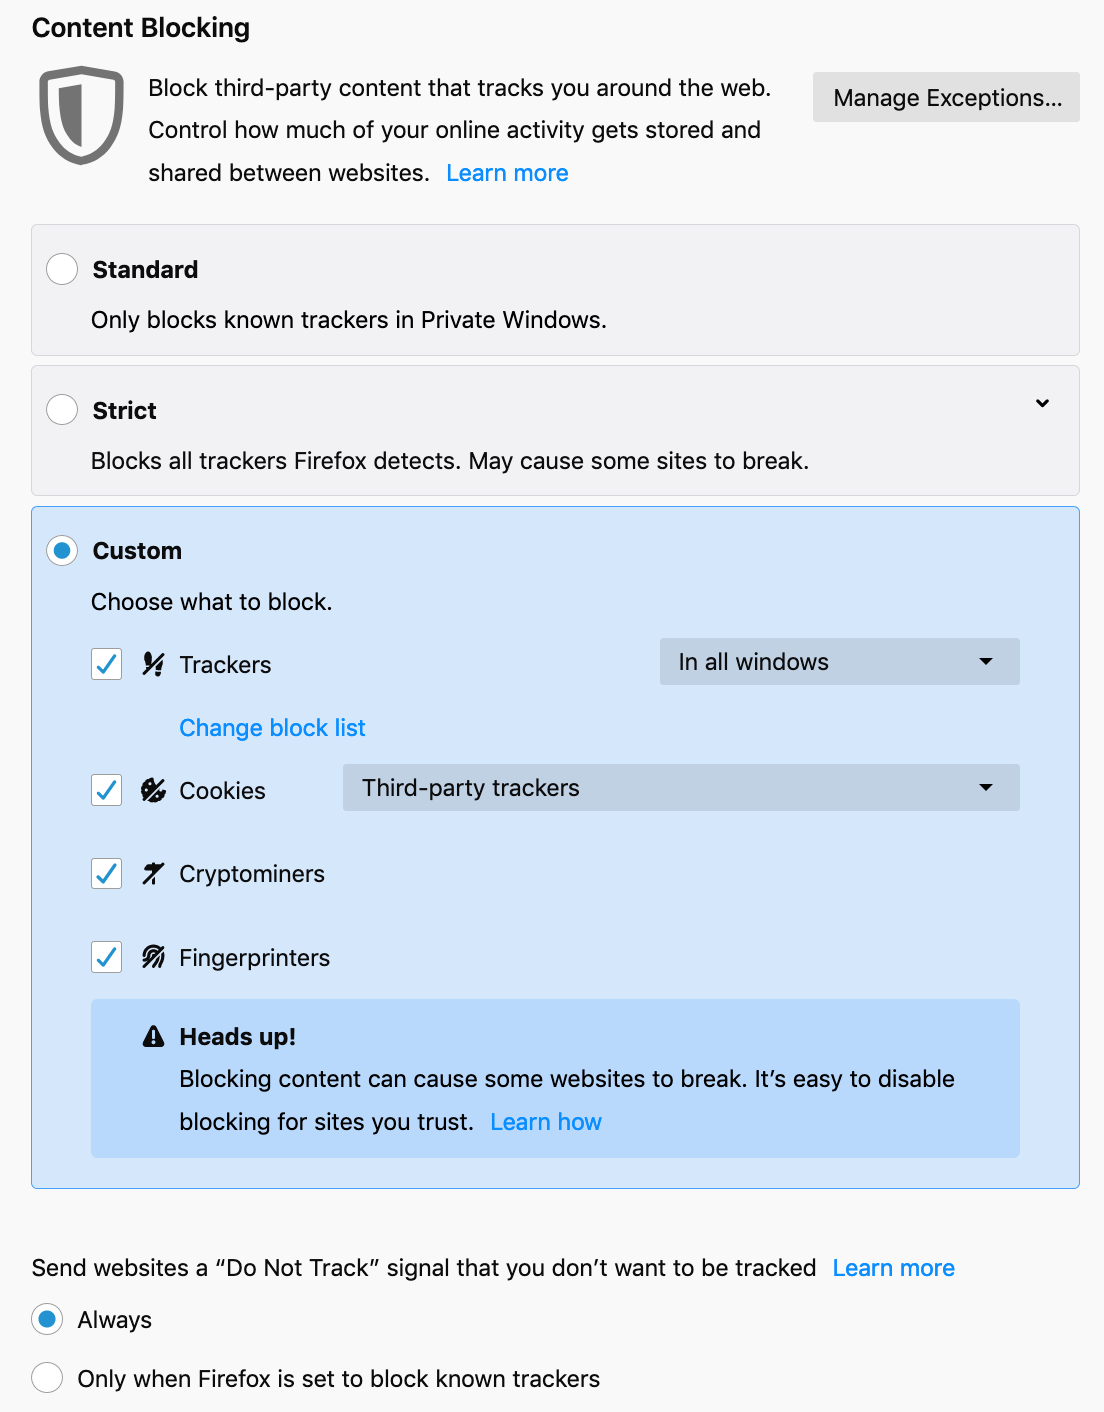 Content Blocking
Block third-party content that tracks you around the web.
Control how much of your online activity gets stored and
shared between websites. Learn more
Manage Exceptions...
Standard
Only blocks known trackers in Private Windows.
Strict
Blocks all trackers Firefox detects. May cause some sites to break.
Custom
Choose what to block.
Trackers
In all windows
Change block list
Cookies
Third-party trackers
Cryptominers
Fingerprinters
Heads up!
Blocking content can cause some websites to break. It’s easy to disable
blocking for sites you trust. Learn how
Send websites a “Do Not Track” signal that you don’t want to be tracked Learn more
Always
Only when Firefox is set to block known trackers